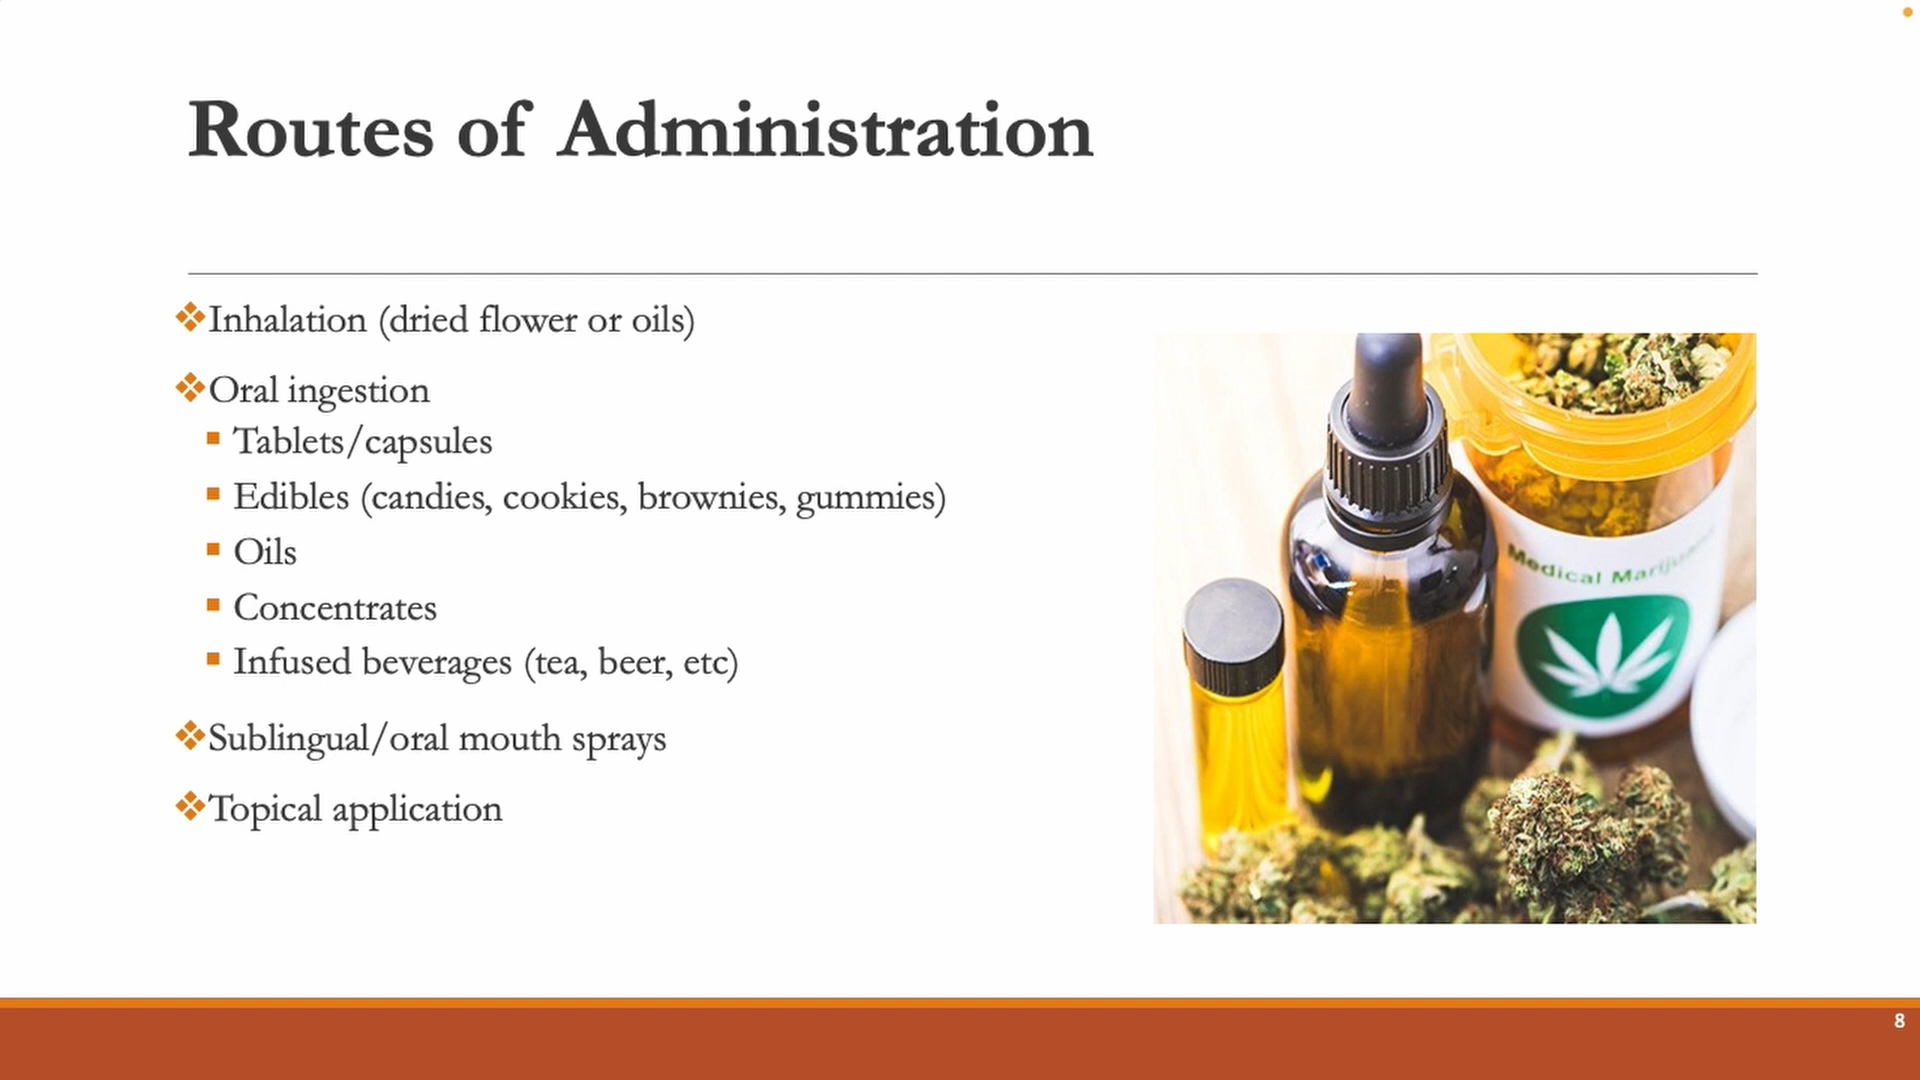 Routes of Administration
Inhalation (dried flower or oils)
Oral ingestion
Tablets/capsules
Edibles (candies, cookies, brownies, gummies)
Oils
Concentrates
Infused beverages (tea, beer, etc)
Sublingual/oral mouth sprays
Topical application
Medical Marijuana
8